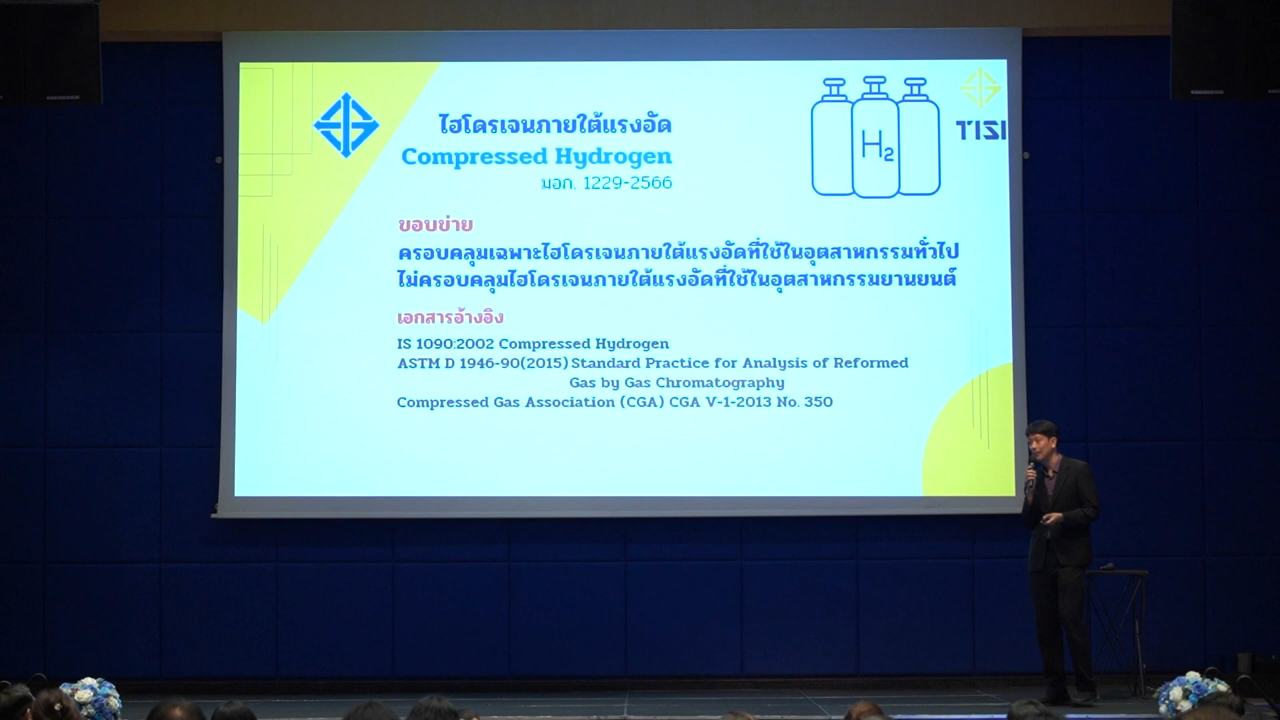 ไฮโดรเจนภายใต้แรงอัด
Compressed Hydrogen
มอก. 1229-2566
H2
TISI
ขอบข่าย
ครอบคลุมเฉพาะไฮโดรเจนภายใต้แรงอัดที่ใช้ในอุตสาหกรรมทั่วไป
ไม่ครอบคลุมไฮโดรเจนภายใต้แรงอัดที่ใช้ในอุตสาหกรรมยานยนต์
เอกสารอ้างอิง
IS 1090:2002 Compressed Hydrogen
ASTM D 1946-90(2015) Standard Practice for Analysis of Reformed
Gas by Gas Chromatography
Compressed Gas Association (CGA) CGA V-1-2013 No. 350